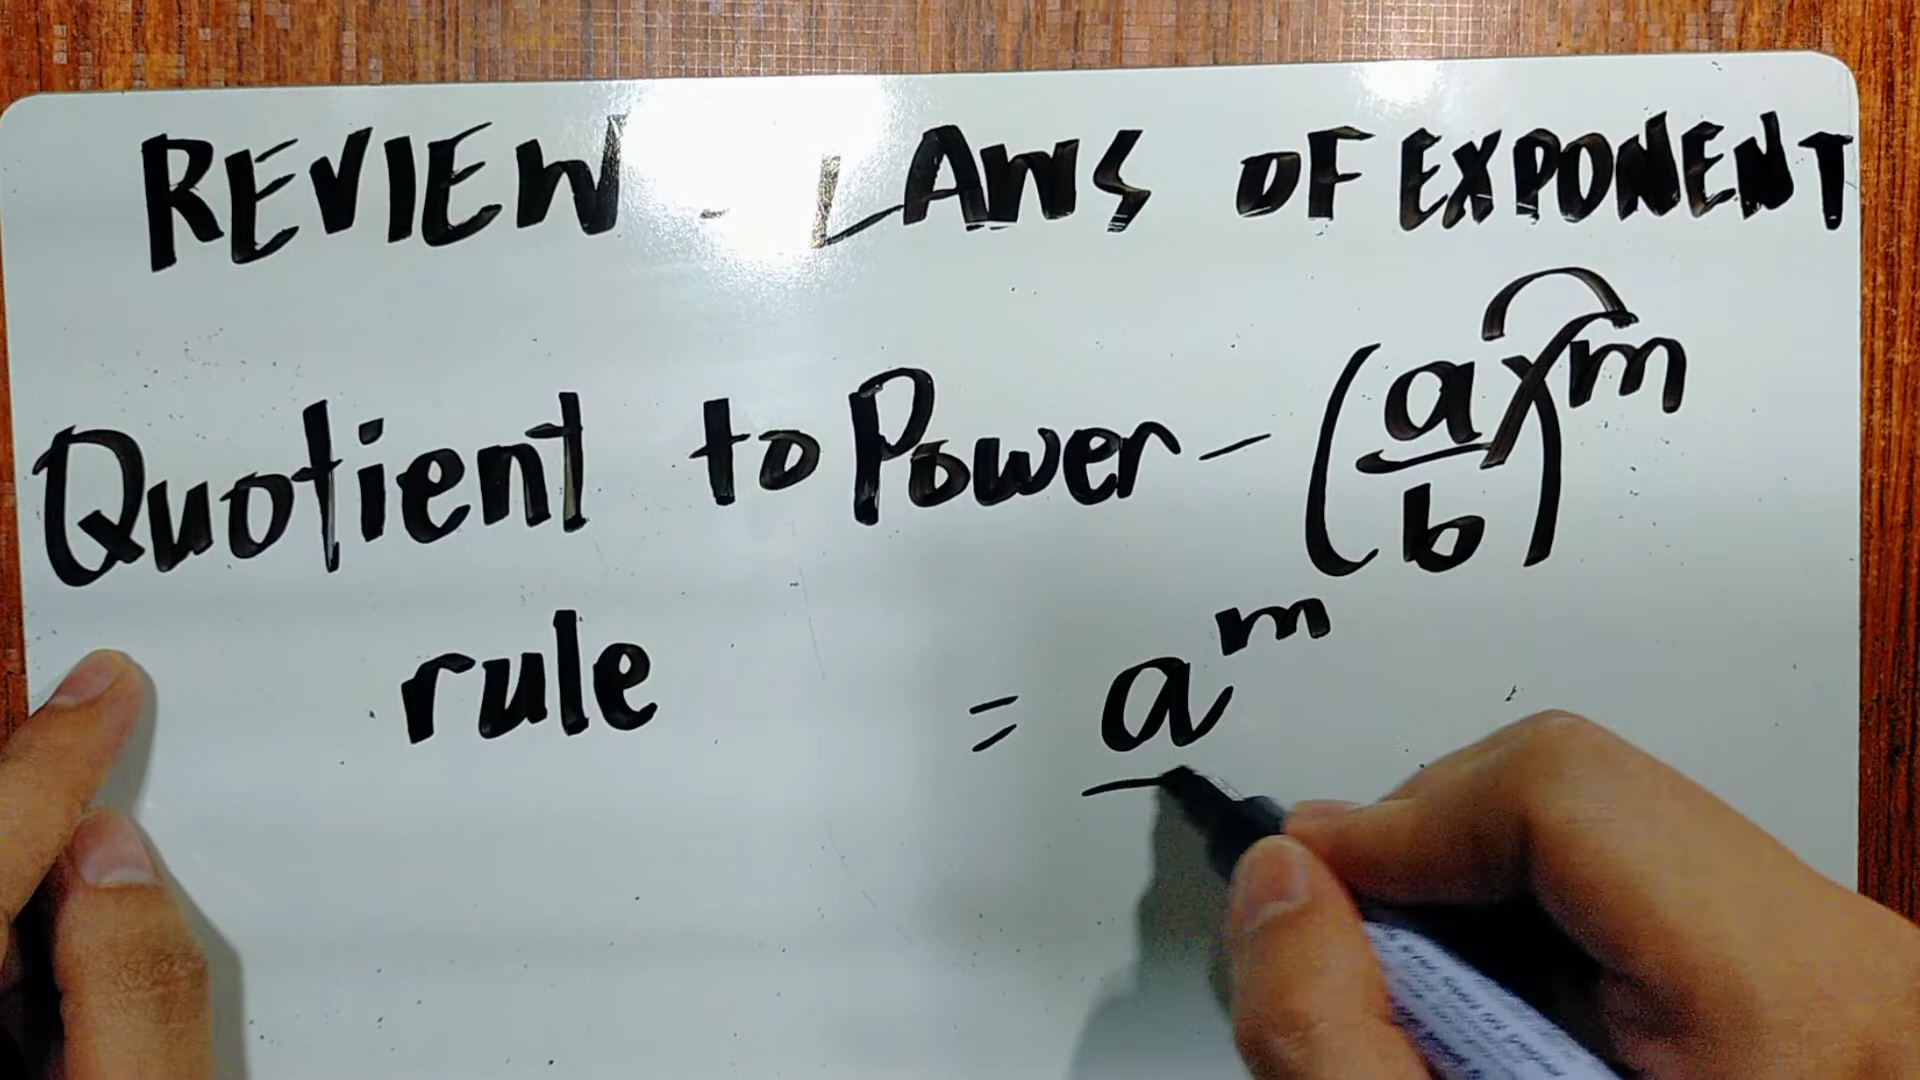 REVIEW - LAWS OF EXPONENT
Quotient to Power - (a/b)^m
rule = a^m